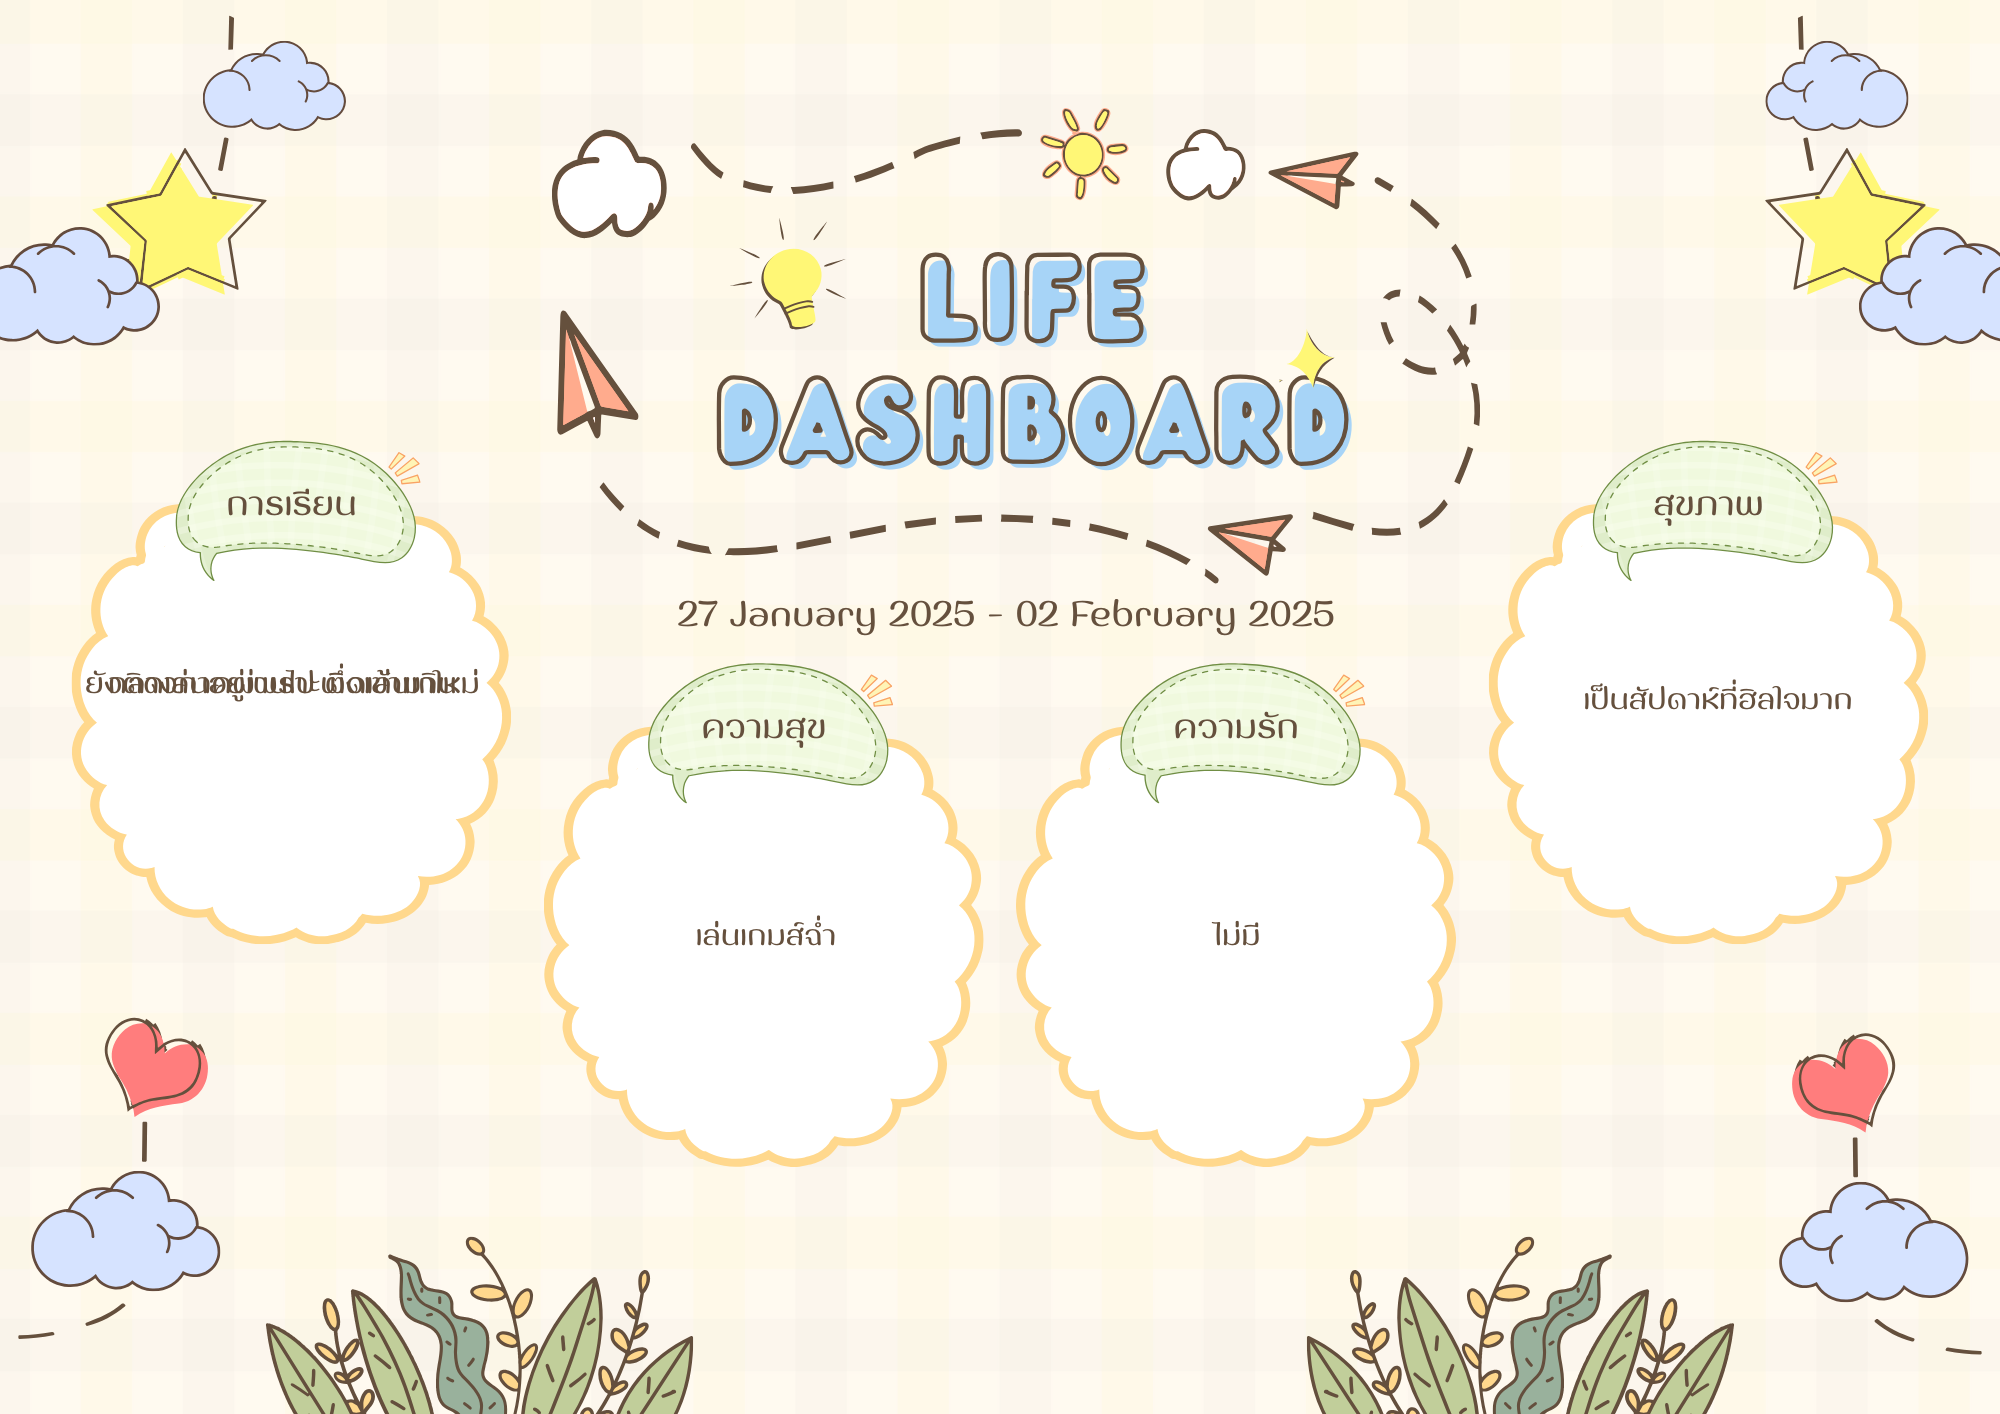 LIFE
DASHBOARD
27 January 2025 - 02 February 2025
การเรียน
ความสุข
เล่นเกมส์ฉ่ำ
ความรัก
ไม่มี
สุขภาพ
เป็นสัปดาห์ที่ฮิลใจมาก